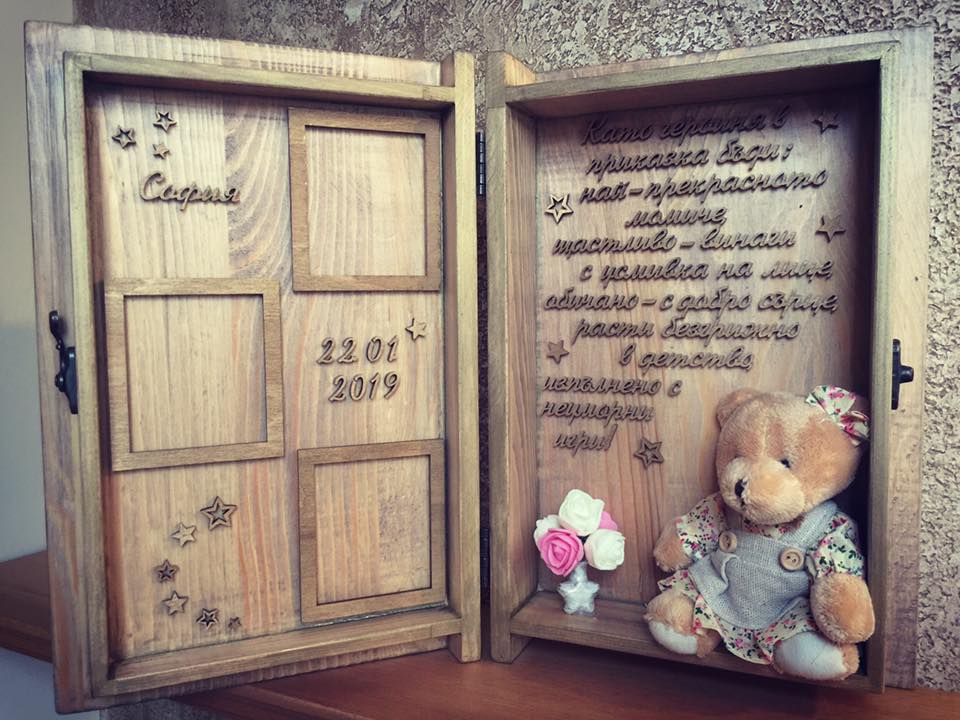 София
22.01
2019
Като героиня в
приказка бъди:
най-прекрасното
момиче,
щастливо - винаги
с усмивка на лице,
обичано - с добро сърце,
расти безгрижно
в детство,
изпълнено с
неуморни
игри!